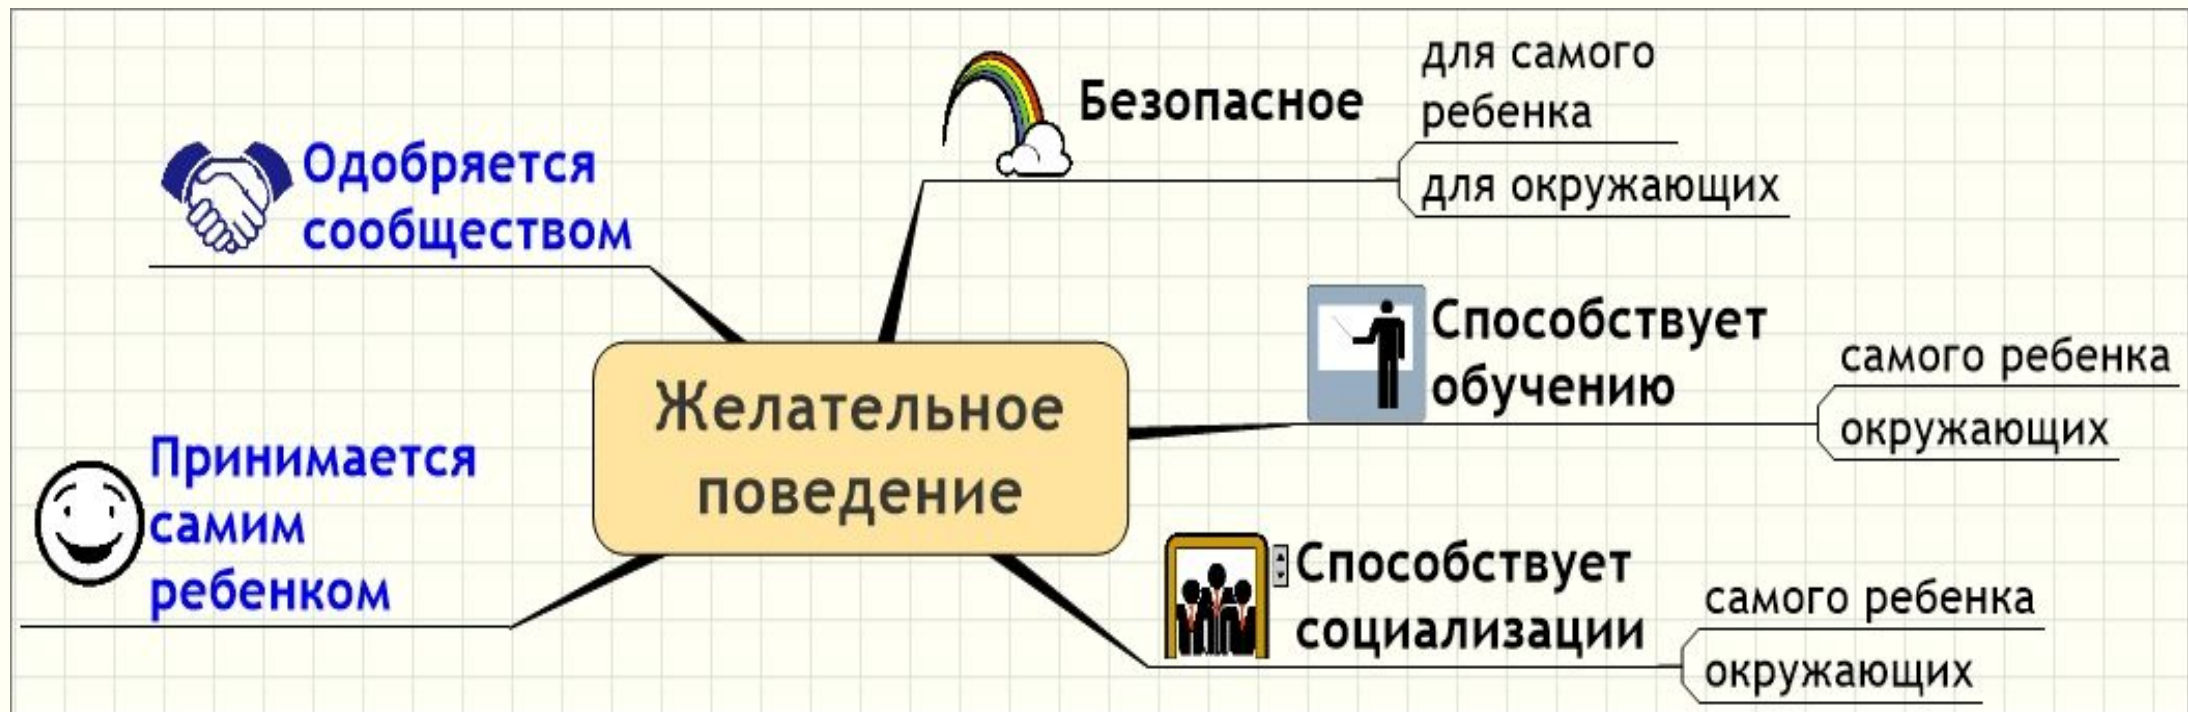 Желательное
поведение
Безопасное
для самого
ребенка
для окружающих
Способствует
обучению
самого ребенка
окружающих
Способствует
социализации
самого ребенка
окружающих
Принимается
самим
ребенком
Одобряется
сообществом